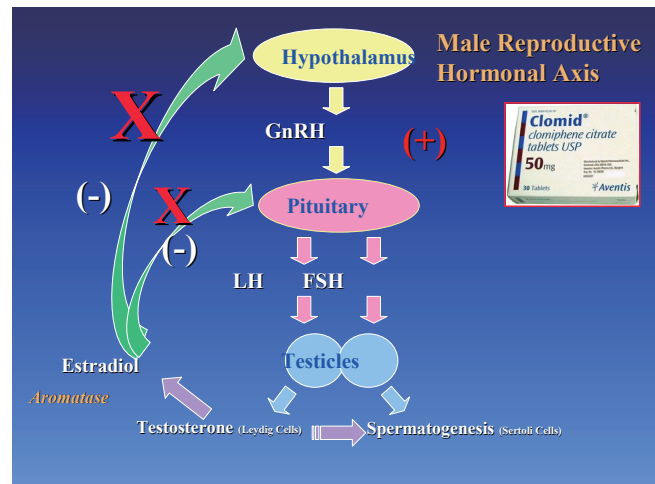 Male Reproductive
Hormonal Axis
Hypothalamus
X
GnRH
(+)
Clomid®
clomiphene citrate
tablets USP
50mg
30 Tablets
Aventis
(-)
X
Pituitary
(-)
LH
FSH
Testicles
Estradiol
Aromatase
Testosterone (Leydig Cells)
Spermatogenesis (Sertoli Cells)